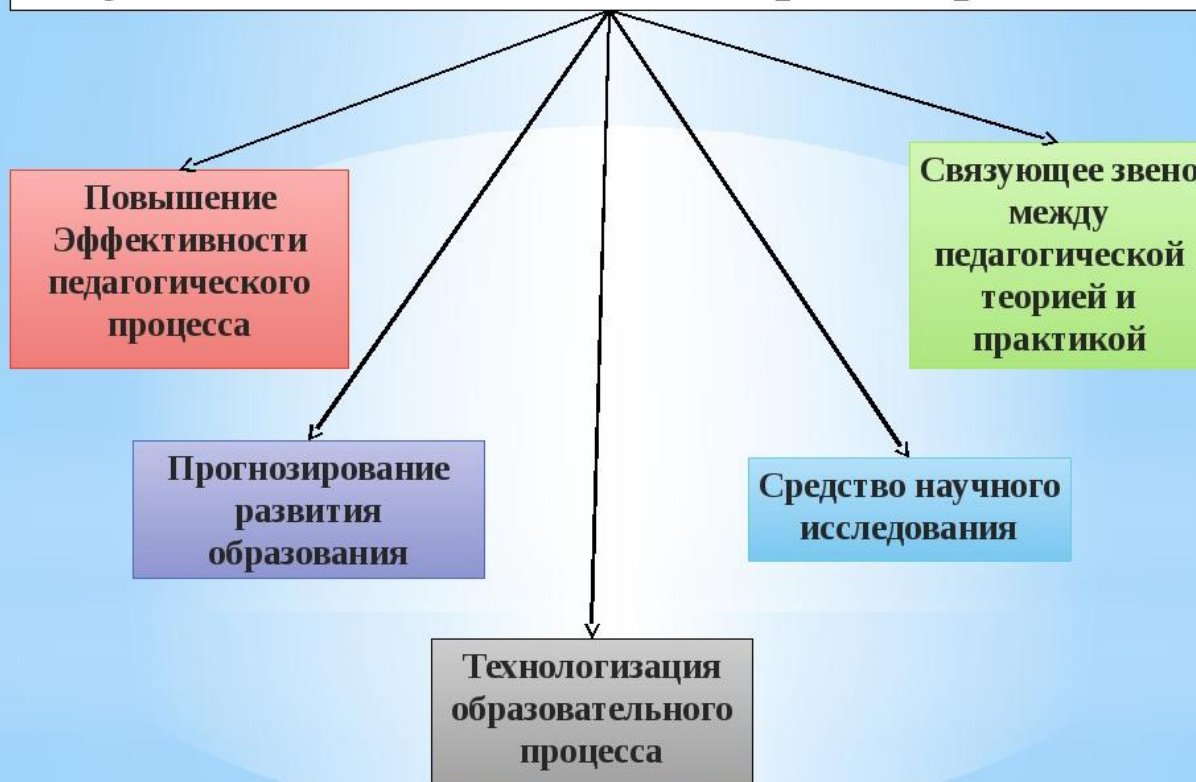 Повышение
Эффективности
педагогического
процесса
Связующее звено
между
педагогической
теорией и
практикой
Прогнозирование
развития
образования
Средство научного
исследования
Технологизация
образовательного
процесса